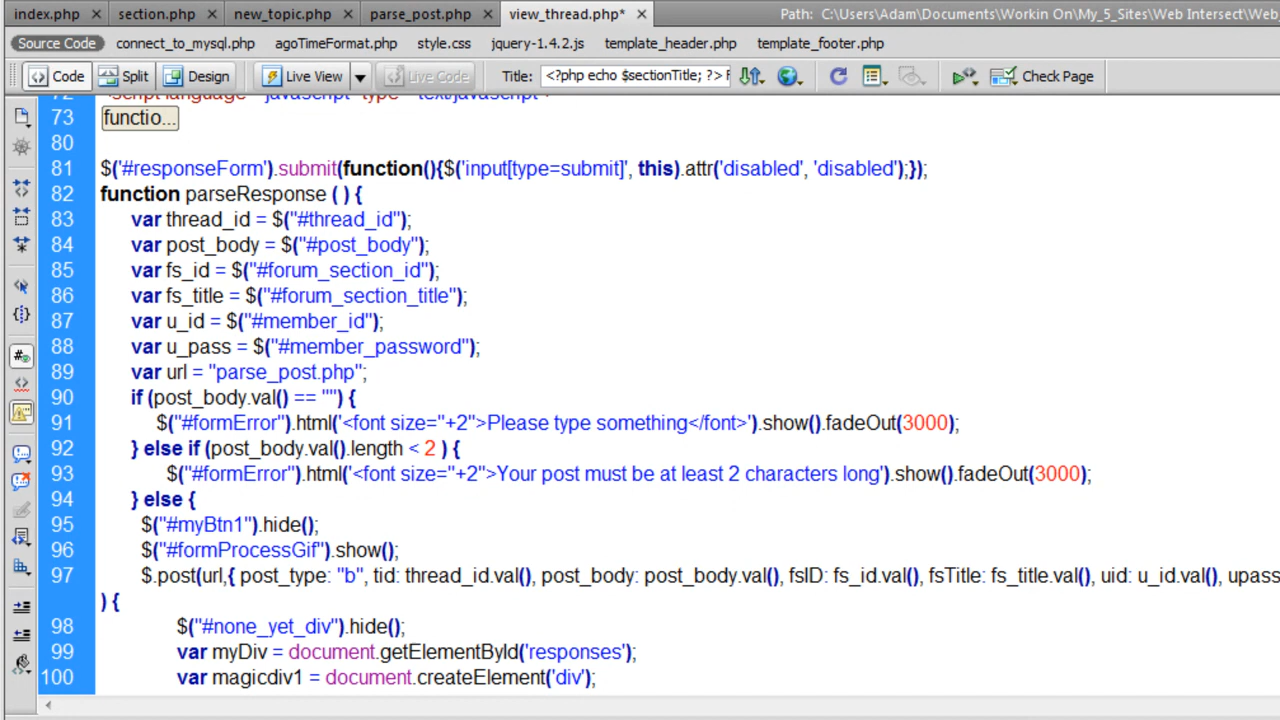 index.php × section.php × new_topic.php × parse_post.php × view_thread.php* × Path: C:\Users\Adam\Documents\Workin On\My_5_Sites\Web Intersect\Web
Source Code connect_to_mysql.php agoTimeFormat.php style.css jquery-1.4.2.js template_header.php template_footer.php
Code Split Design Live View Live Code Title: <?php echo $sectionTitle; ?> F Check Page
73 functio...
80
81 $('#responseForm').submit(function(){$('input[type=submit]', this).attr('disabled', 'disabled');});
82 function parseResponse ( ) {
83 var thread_id = $("#thread_id");
84 var post_body = $("#post_body");
85 var fs_id = $("#forum_section_id");
86 var fs_title = $("#forum_section_title");
87 var u_id = $("#member_id");
88 var u_pass = $("#member_password");
89 var url = "parse_post.php";
90 if (post_body.val() == "") {
91 $("#formError").html('<font size="+2">Please type something</font>').show().fadeOut(3000);
92 } else if (post_body.val().length < 2 ) {
93 $("#formError").html('<font size="+2">Your post must be at least 2 characters long').show().fadeOut(3000);
94 } else {
95 $("#myBtn1").hide();
96 $("#formProcessGif").show();
97 $.post(url,{ post_type: "b", tid: thread_id.val(), post_body: post_body.val(), fsID: fs_id.val(), fsTitle: fs_title.val(), uid: u_id.val(), upass
) {
98 $("#none_yet_div").hide();
99 var myDiv = document.getElementById('responses');
100 var magicdiv1 = document.createElement('div');